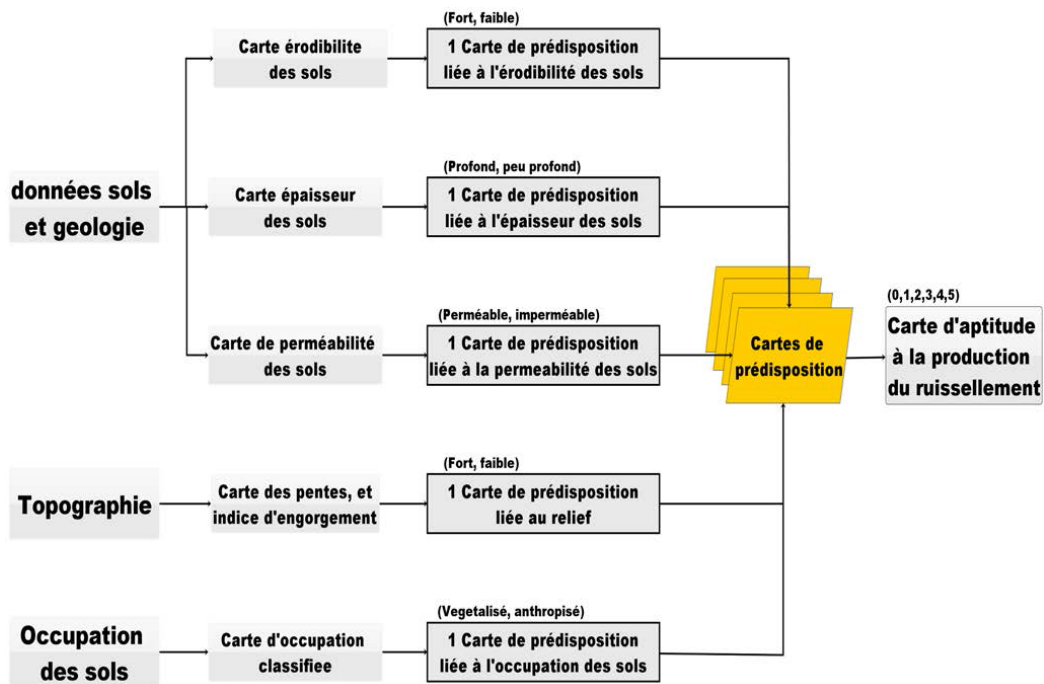 (Fort, faible)
Carte érodibilite
des sols
1 Carte de prédisposition
liée à l'érodibilité des sols
données sols
et geologie
(Profond, peu profond)
Carte épaisseur
des sols
1 Carte de prédisposition
liée à l'épaisseur des sols
(Perméable, imperméable)
Carte de perméabilité
des sols
1 Carte de prédisposition
liée à la permeabilité des sols
Cartes de
prédisposition
(0,1,2,3,4,5)
Carte d'aptitude
à la production
du ruissellement
Topographie
Carte des pentes, et
indice d'engorgement
(Fort, faible)
1 Carte de prédisposition
liée au relief
Occupation
des sols
Carte d'occupation
classifiee
(Vegetalisé, anthropisé)
1 Carte de prédisposition
liée à l'occupation des sols